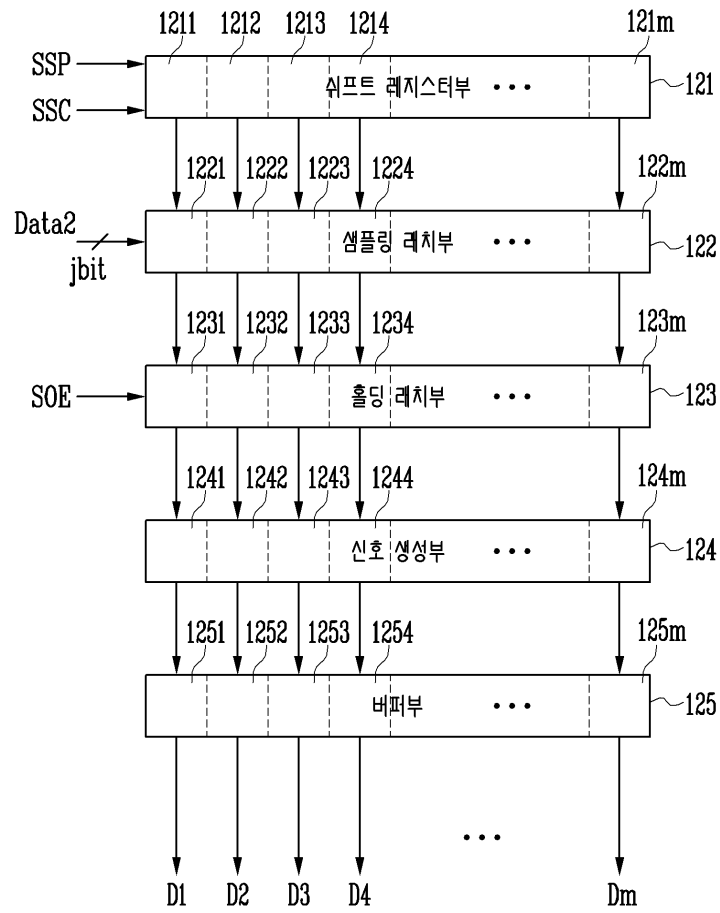 1211 1212 1213 1214 121m
SSP
쉬프트 레지스터부 ··· 121
SSC
1221 1222 1223 1224 122m
Data2
jbit
샘플링 래치부 ··· 122
1231 1232 1233 1234 123m
SOE 홀딩 래치부 ··· 123
1241 1242 1243 1244 124m
신호 생성부 ··· 124
1251 1252 1253 1254 125m
버퍼부 ··· 125
···
D1 D2 D3 D4 Dm